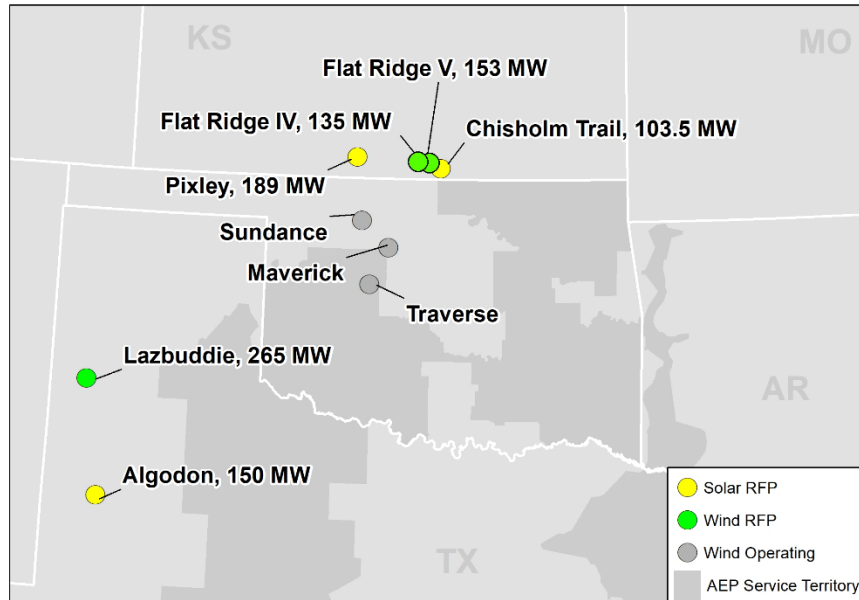 KS
MO
Flat Ridge V, 153 MW
Flat Ridge IV, 135 MW
Chisholm Trail, 103.5 MW
Pixley, 189 MW
Sundance
Maverick
Traverse
Lazbuddie, 265 MW
AR
Algodon, 150 MW
TX
Solar RFP
Wind RFP
Wind Operating
AEP Service Territory